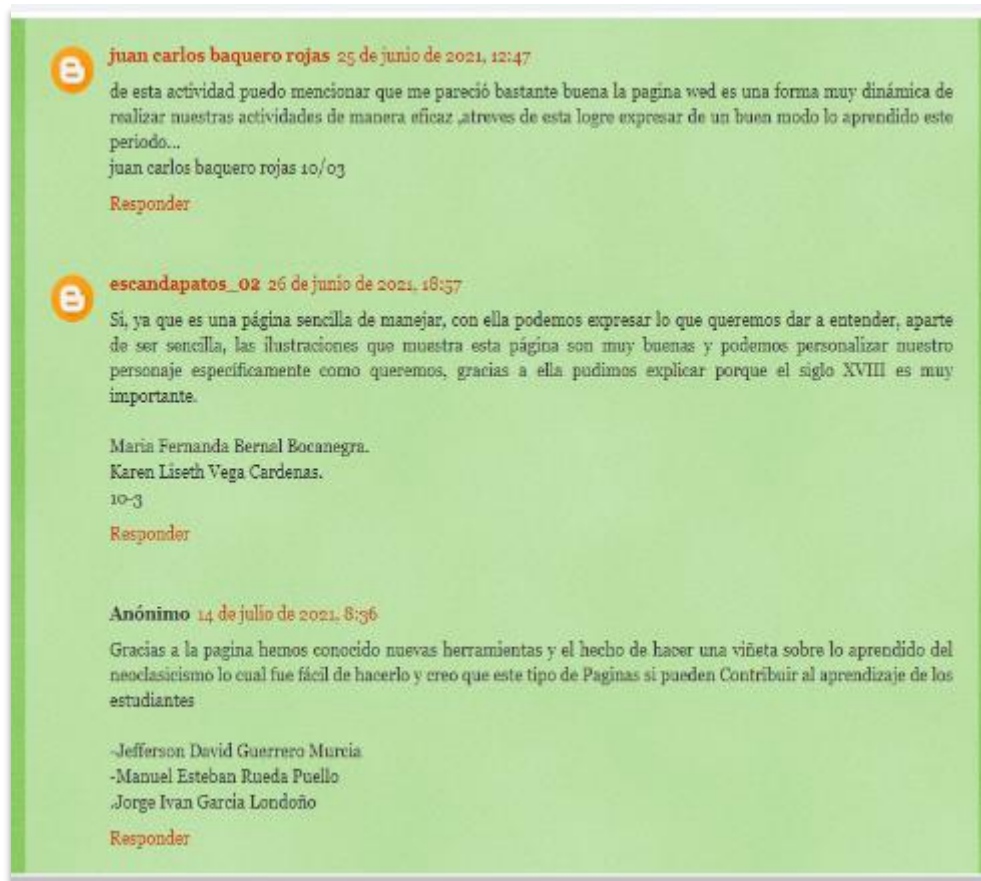 juan carlos baquero rojas 25 de junio de 2021, 12:47
de esta actividad puedo mencionar que me pareció bastante buena la pagina wed es una forma muy dinámica de
realizar nuestras actividades de manera eficaz ,atreves de esta logre expresar de un buen modo lo aprendido este
periodo...
juan carlos baquero rojas 10/03
Responder
escandapatos_02 26 de junio de 2021, 18:57
Si, ya que es una página sencilla de manejar, con ella podemos expresar lo que queremos dar a entender, aparte
de ser sencilla, las ilustraciones que muestra esta página son muy buenas y podemos personalizar nuestro
personaje específicamente como queremos, gracias a ella pudimos explicar porque el siglo XVIII es muy
importante.
Maria Fernanda Bernal Bocanegra.
Karen Liseth Vega Cardenas.
10-3
Responder
Anónimo 14 de julio de 2021, 8:36
Gracias a la pagina hemos conocido nuevas herramientas y el hecho de hacer una viñeta sobre lo aprendido del
neoclasicismo lo cual fue fácil de hacerlo y creo que este tipo de Paginas si pueden Contribuir al aprendizaje de los
estudiantes
-Jefferson David Guerrero Murcia
-Manuel Esteban Rueda Puello
.Jorge Ivan Garcia Londoño
Responder